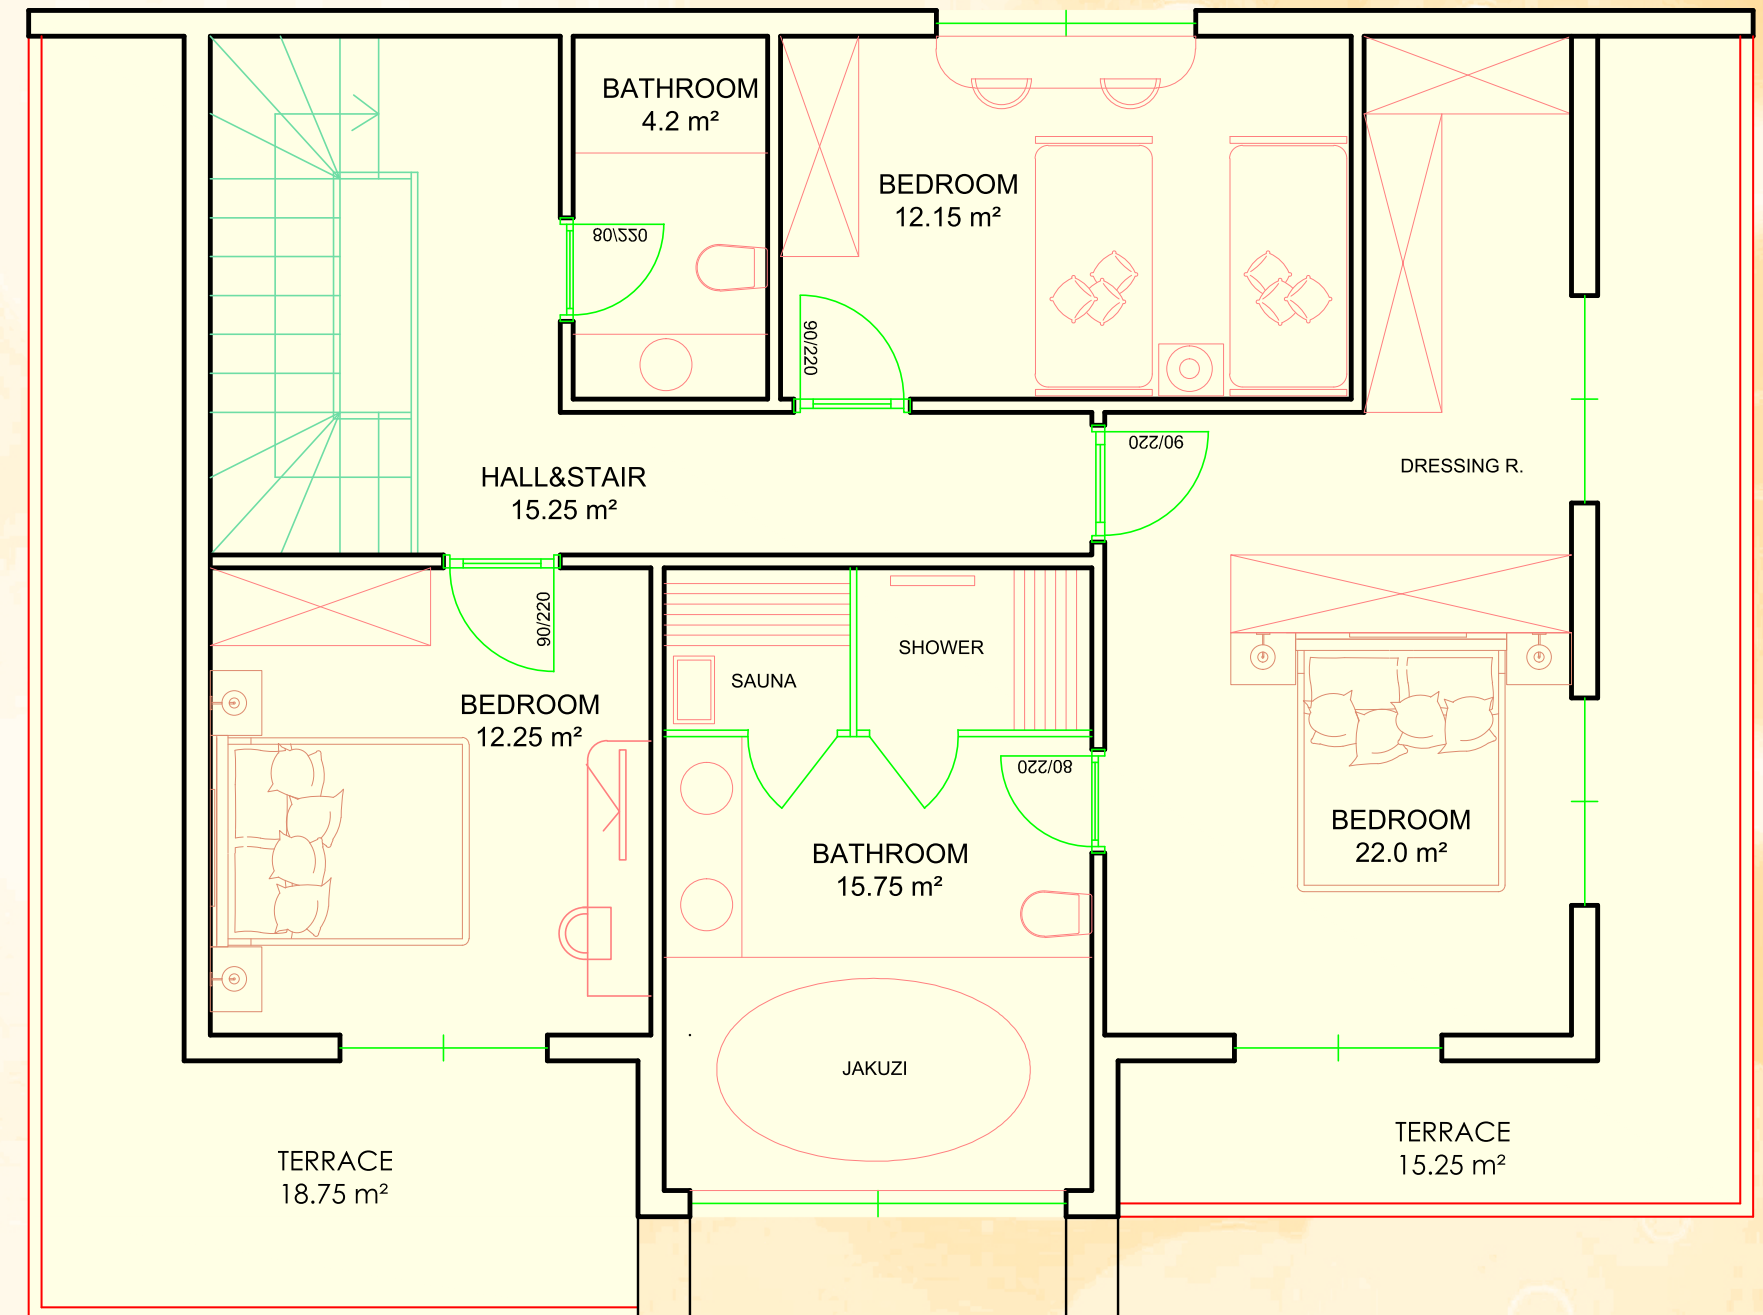 BATHROOM
4.2 m²
BEDROOM
12.15 m²
80/220
90/220
90/220
HALL&STAIR
15.25 m²
DRESSING R.
90/220
BEDROOM
12.25 m²
SAUNA
SHOWER
80/220
BATHROOM
15.75 m²
BEDROOM
22.0 m²
JAKUZI
TERRACE
18.75 m²
TERRACE
15.25 m²